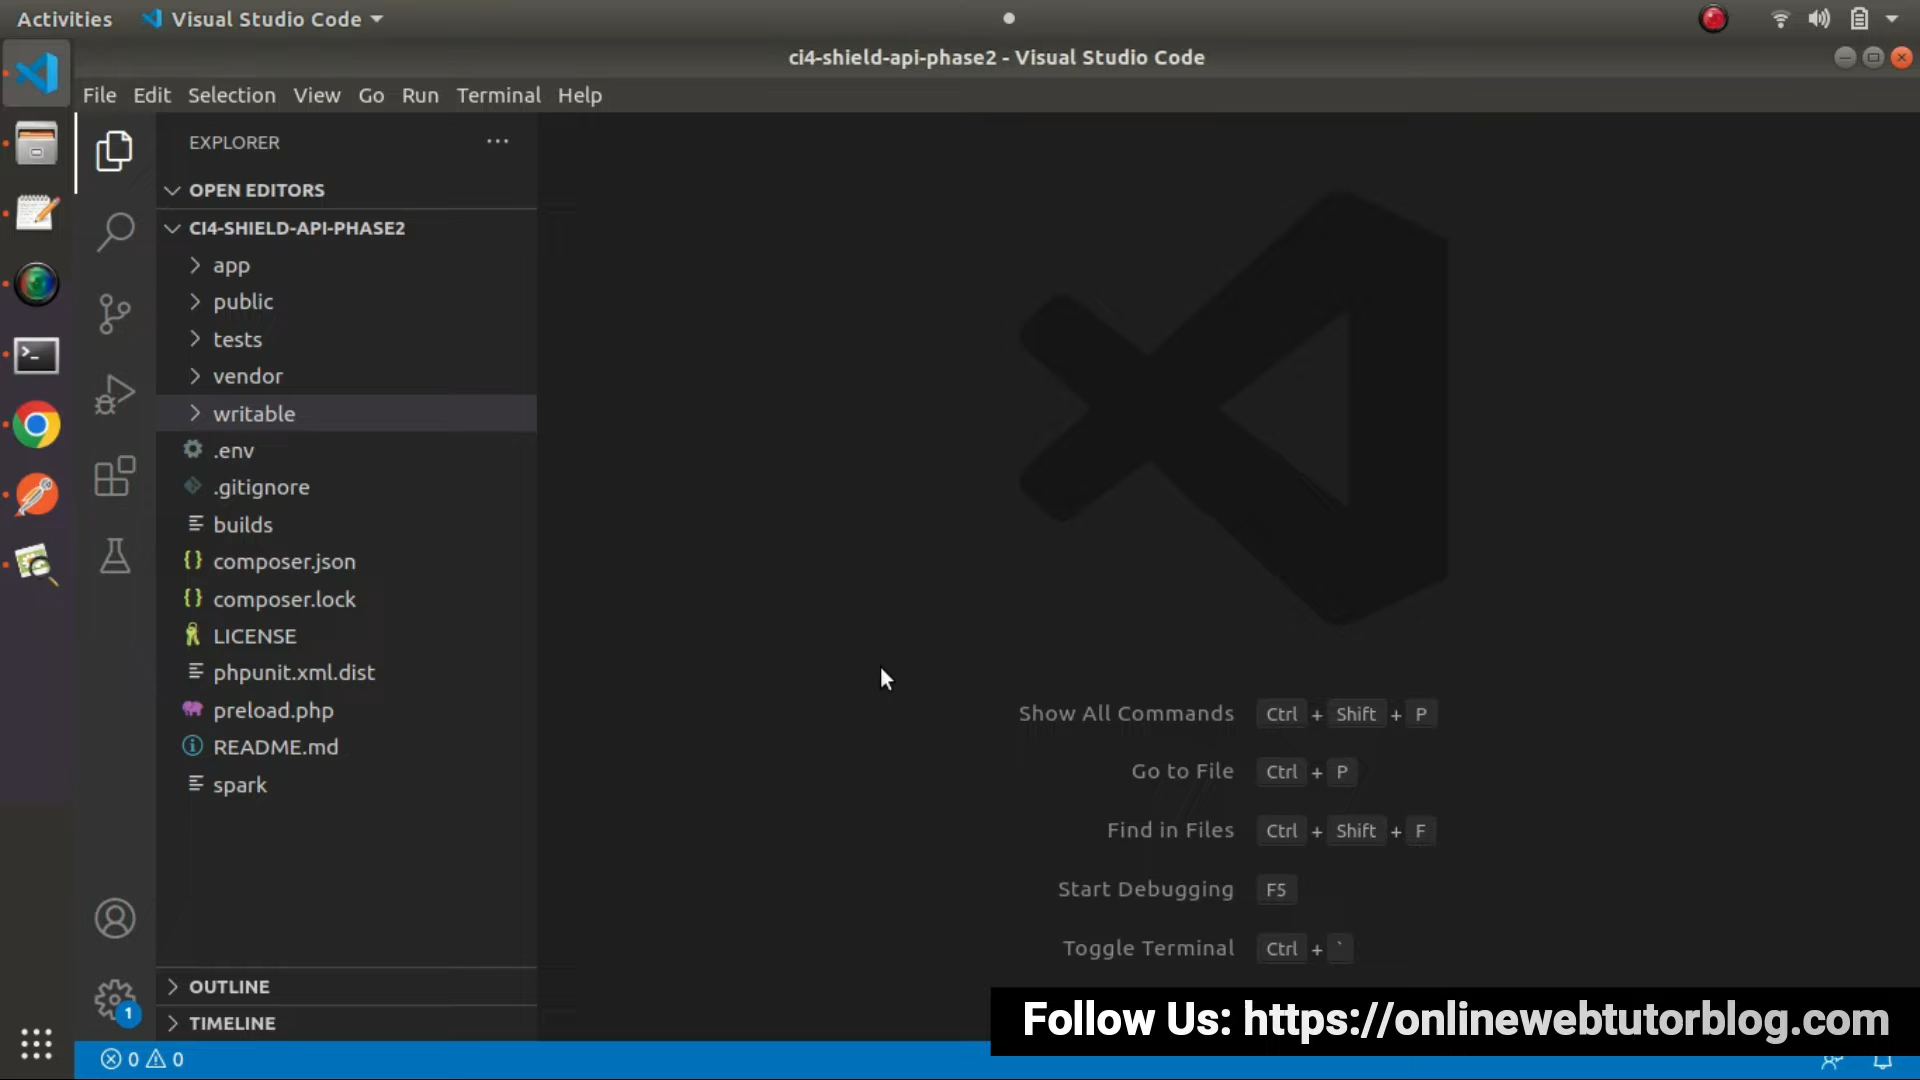 Activities Visual Studio Code
ci4-shield-api-phase2 - Visual Studio Code
File Edit Selection View Go Run Terminal Help
EXPLORER
OPEN EDITORS
CI4-SHIELD-API-PHASE2
app
public
tests
vendor
writable
.env
.gitignore
builds
composer.json
composer.lock
LICENSE
phpunit.xml.dist
preload.php
README.md
spark
Show All Commands Ctrl + Shift + P
Go to File Ctrl + P
Find in Files Ctrl + Shift + F
Start Debugging F5
Toggle Terminal Ctrl + `
OUTLINE
1
TIMELINE
Follow Us: https://onlinewebtutorblog.com
0 0